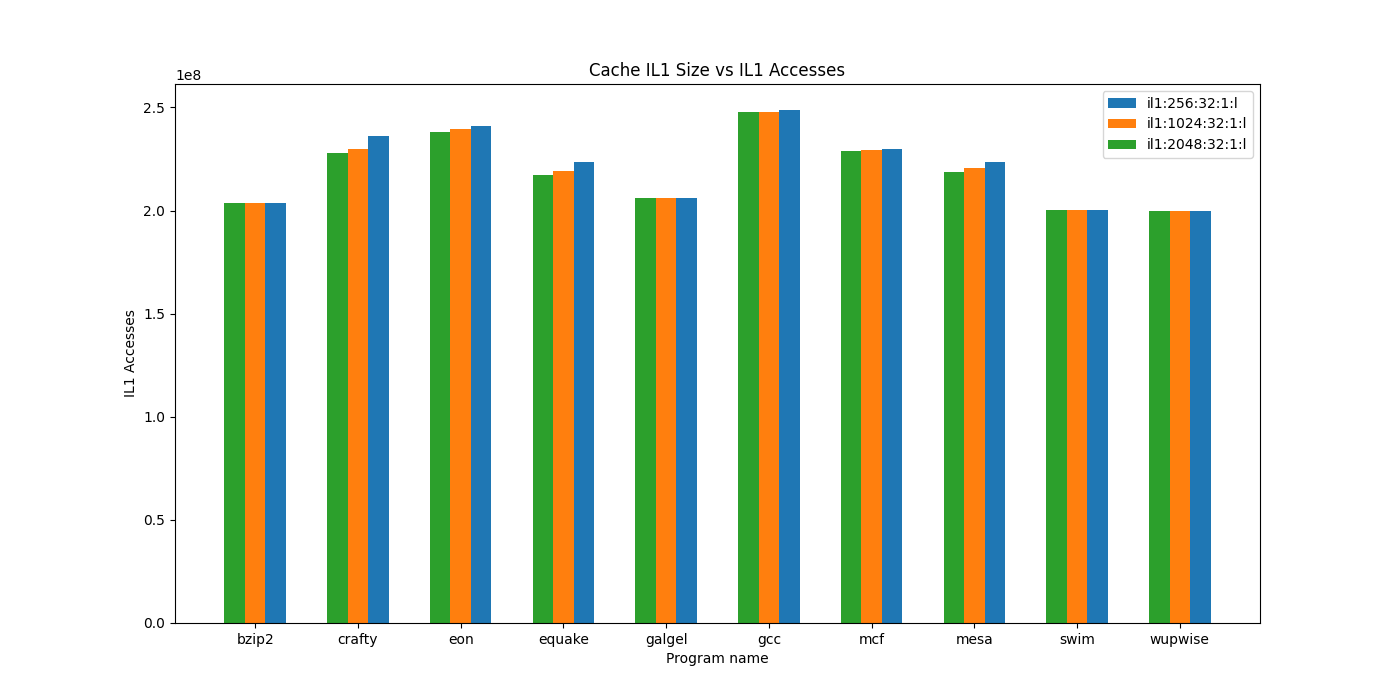 Cache IL1 Size vs IL1 Accesses
1e8
il1:256:32:1:l
il1:1024:32:1:l
il1:2048:32:1:l
2.5
2.0
1.5
1.0
0.5
0.0
IL1 Accesses
bzip2 crafty eon equake galgel gcc mcf mesa swim wupwise
Program name